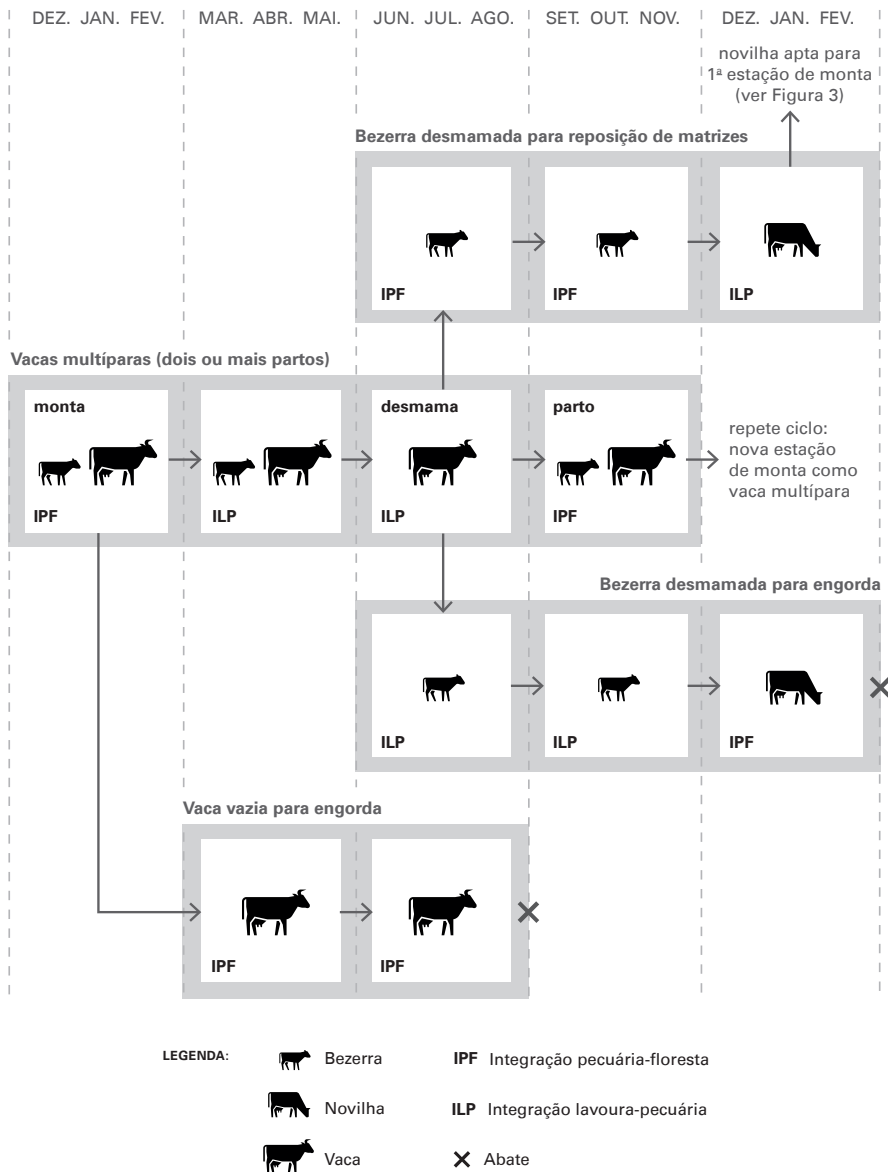 DEZ. JAN. FEV. MAR. ABR. MAI. JUN. JUL. AGO. SET. OUT. NOV. DEZ. JAN. FEV.
novilha apta para
1ª estação de monta
(ver Figura 3)
Bezerra desmamada para reposição de matrizes
IPF IPF ILP
Vacas multíparas (dois ou mais partos)
monta desmama parto
IPF ILP ILP IPF
repete ciclo:
nova estação
de monta como
vaca multípara
Bezerra desmamada para engorda
ILP ILP IPF
Vaca vazia para engorda
IPF IPF
LEGENDA: Bezerra IPF Integração pecuária-floresta
Novilha ILP Integração lavoura-pecuária
Vaca Abate